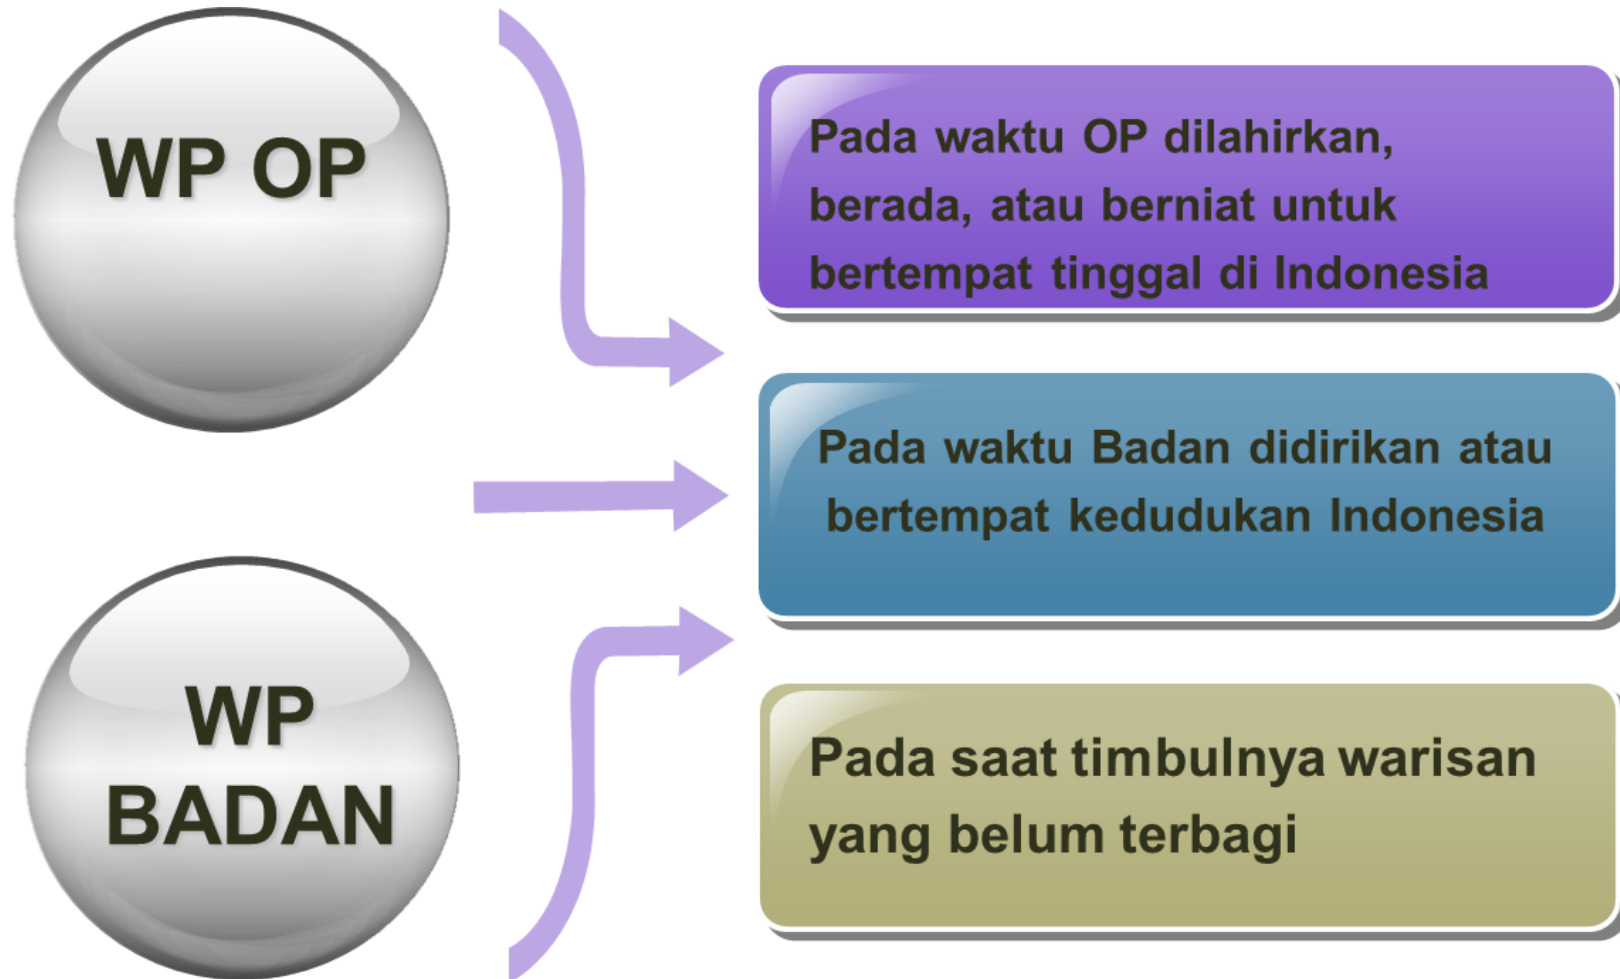 WP OP
WP
BADAN
Pada waktu OP dilahirkan,
berada, atau berniat untuk
bertempat tinggal di Indonesia
Pada waktu Badan didirikan atau
bertempat kedudukan Indonesia
Pada saat timbulnya warisan
yang belum terbagi